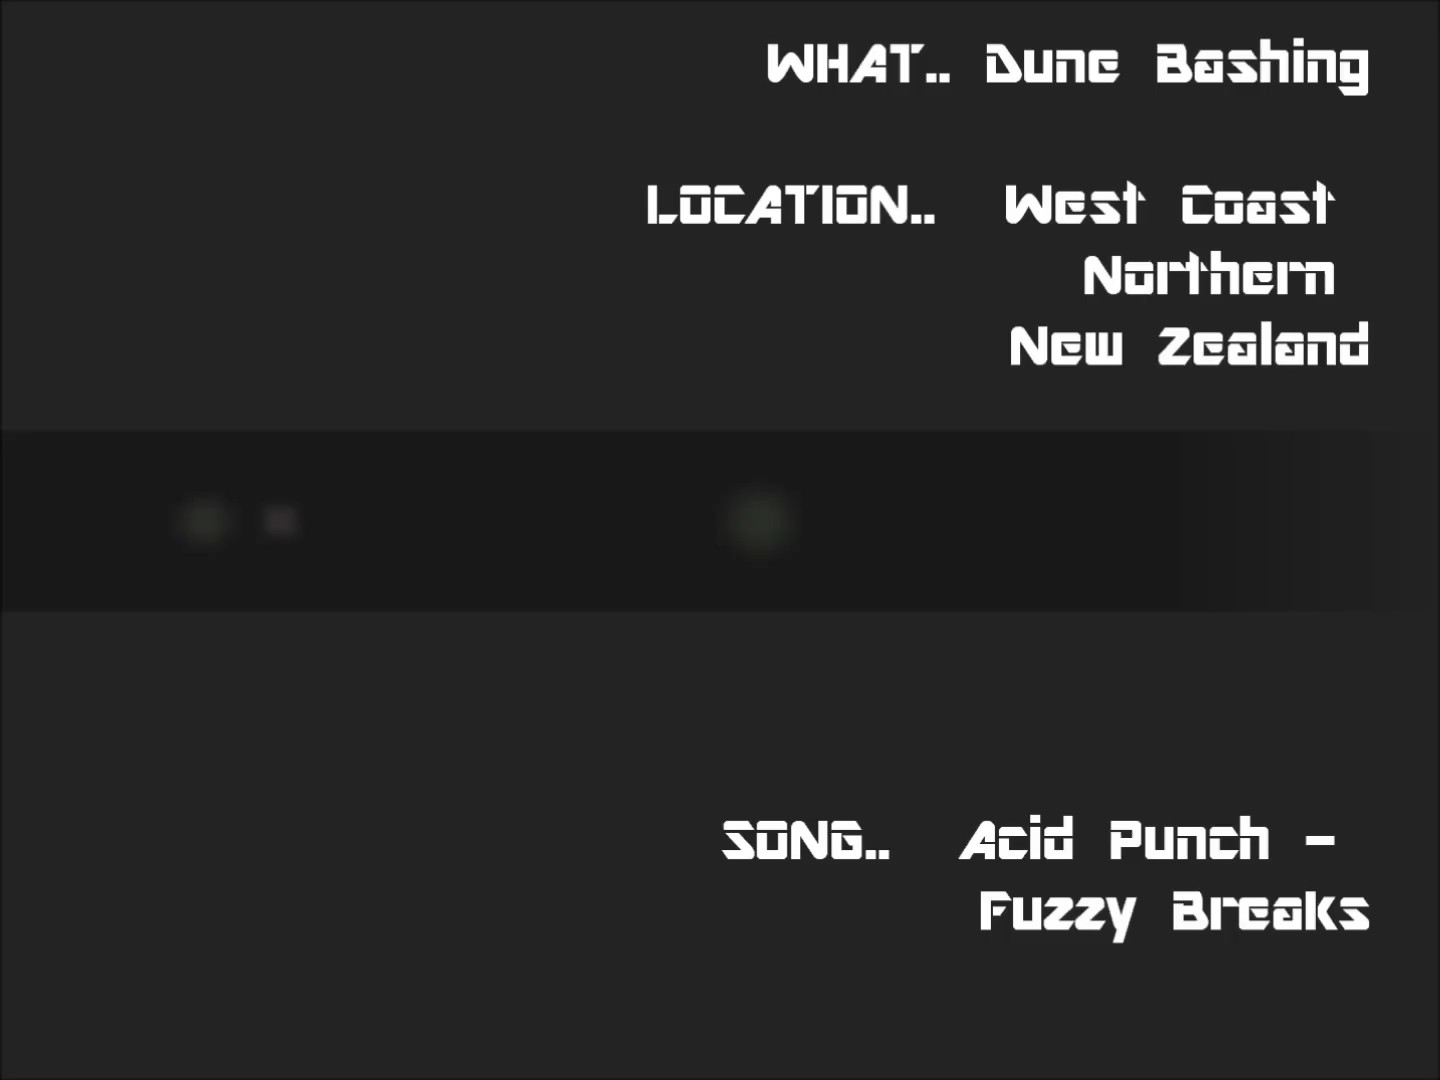 WHAT.. Dune Bashing
LOCATION.. West Coast
Northern
New Zealand
SONG.. Acid Punch -
Fuzzy Breaks